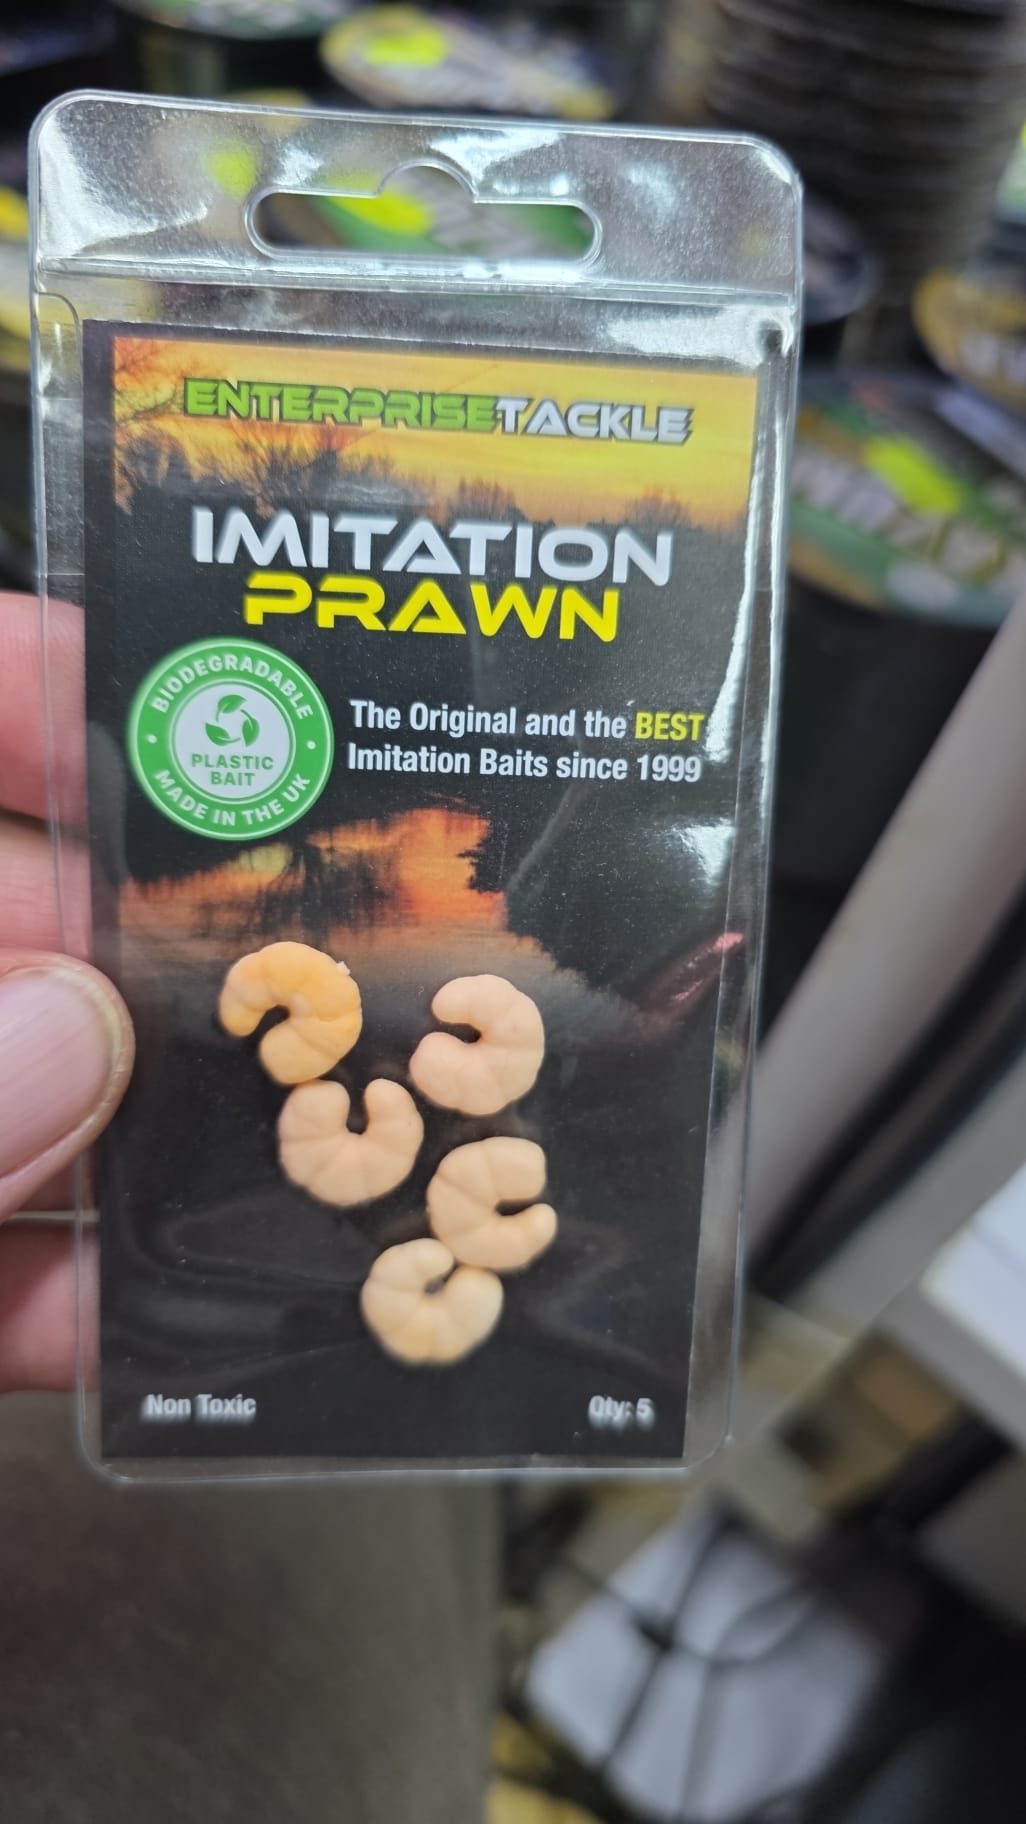 ENTERPRISETACKLE
IMITATION
PRAWN
BIODEGRADABLE
PLASTIC
BAIT
MADE IN THE UK
The Original and the BEST
Imitation Baits since 1999
Non Toxic
Qty: 5